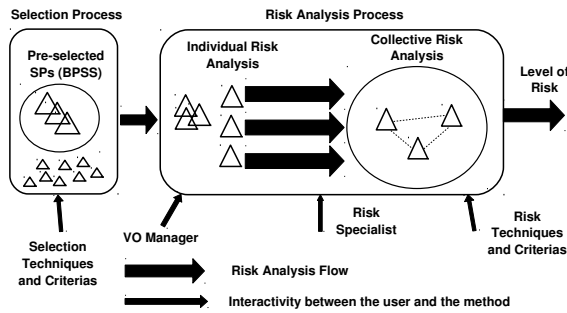 Selection Process
Risk Analysis Process
Pre-selected
SPs (BPSS)
Individual Risk
Analysis
Collective Risk
Analysis
Level of
Risk
Selection
Techniques
and Criterias
VO Manager
Risk
Specialist
Risk
Techniques
and Criterias
Risk Analysis Flow
Interactivity between the user and the method